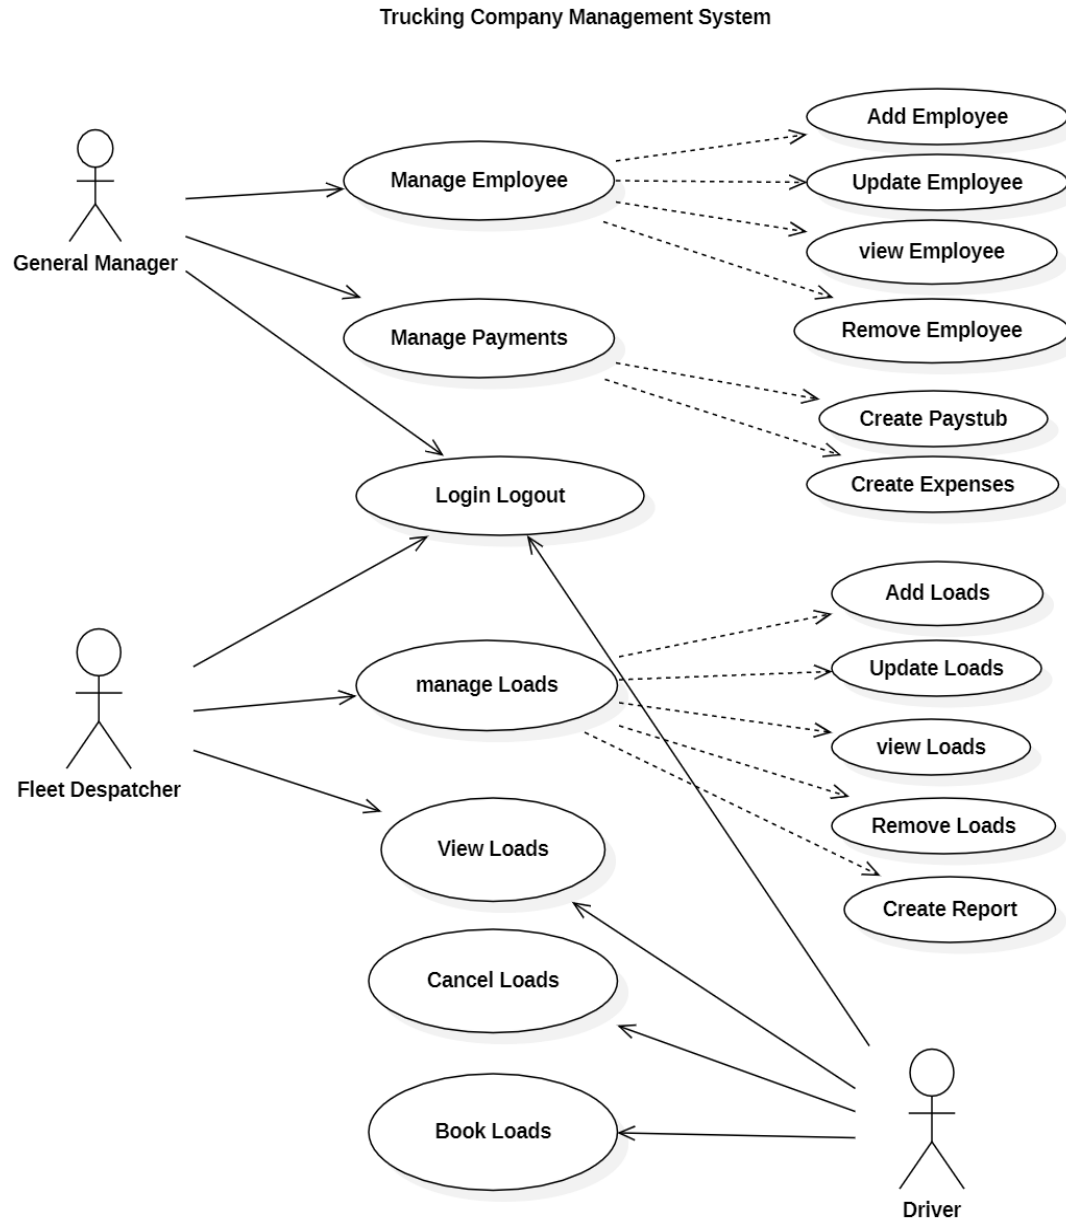 Trucking Company Management System
Add Employee
Manage Employee
Update Employee
view Employee
General Manager
Remove Employee
Manage Payments
Create Paystub
Create Expenses
Login Logout
Add Loads
Update Loads
manage Loads
view Loads
Fleet Despatcher
Remove Loads
View Loads
Create Report
Cancel Loads
Book Loads
Driver